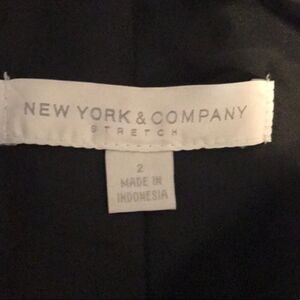 NEW YORK & COMPANY
STRETCH
2
MADE IN
INDONESIA